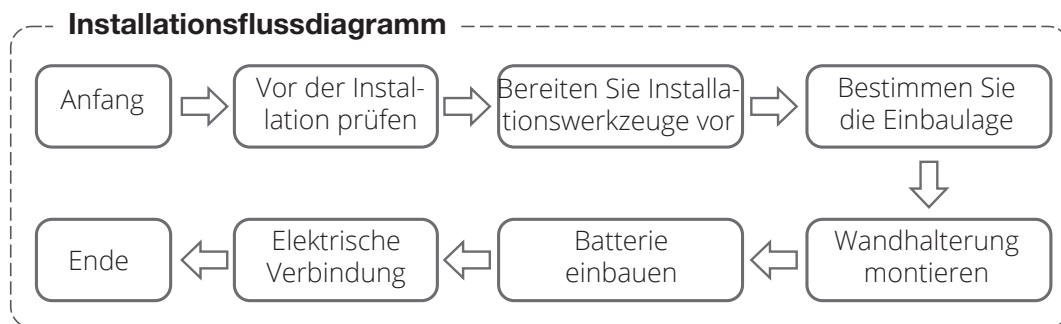 Installationsflussdiagramm
Anfang
Vor der Instal-
lation prüfen
Bereiten Sie Installa-
tionswerkzeuge vor
Bestimmen Sie
die Einbaulage
Wandhalterung
montieren
Batterie
einbauen
Elektrische
Verbindung
Ende